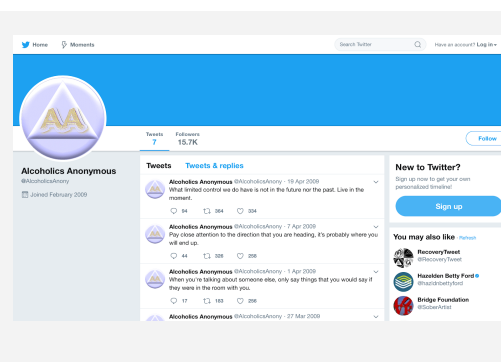 Home Moments Search Twitter Have an account? Log in
AA
Tweets Followers
7 15.7K Follow
Alcoholics Anonymous
@AlcoholicsAnony
Joined February 2009
Tweets Tweets & replies
Alcoholics Anonymous @AlcoholicsAnony · 19 Apr 2009
What limited control we do have is not in the future nor the past. Live in the
moment.
94 364 334
Alcoholics Anonymous @AlcoholicsAnony · 7 Apr 2009
Pay close attention to the direction that you are heading, it's probably where you
will end up.
44 326 258
Alcoholics Anonymous @AlcoholicsAnony · 1 Apr 2009
When you're talking about someone else, only say things that you would say if
they were in the room with you.
17 163 258
Alcoholics Anonymous @AlcoholicsAnony · 27 Mar 2009
New to Twitter?
Sign up now to get your own
personalized timeline!
Sign up
You may also like · Refresh
RecoveryTweet
@RecoveryTweet
Hazelden Betty Ford
@hazldnbettyford
Bridge Foundation
@SoberArtist